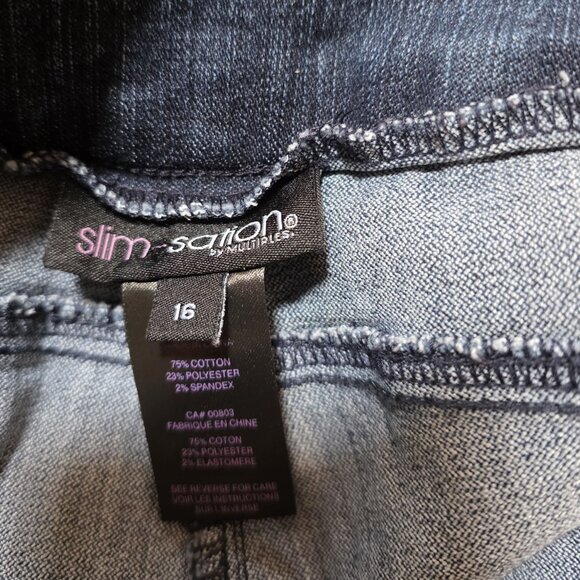 slim-sation®
by MULTIPLES®
16
75% COTTON
23% POLYESTER
2% SPANDEX
CA# 00803
FABRIQUE EN CHINE
75% COTON
23% POLYESTER
2% ELASTOMERE
SEE REVERSE FOR CARE
VOIR LES INSTRUCTIONS
SUR L'INVERSE